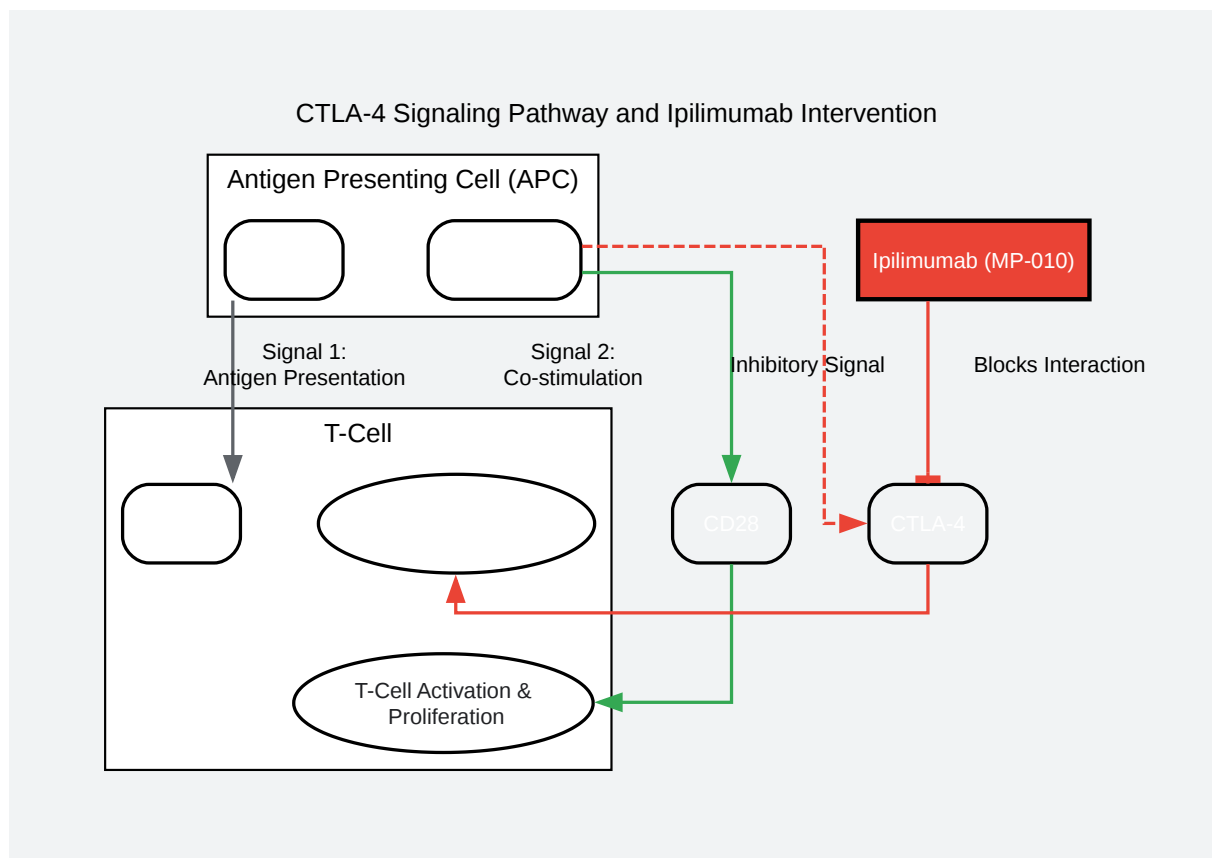 CTLA-4 Signaling Pathway and Ipilimumab Intervention
Antigen Presenting Cell (APC)
Ipilimumab (MP-010)
Signal 1:
Antigen Presentation
Signal 2:
Co-stimulation
Inhibitory Signal
Blocks Interaction
T-Cell
CD28
CTLA-4
T-Cell Activation &
Proliferation